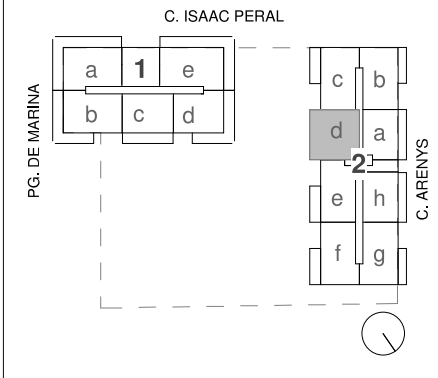 C. ISAAC PERAL
PG. DE MARINA
a 1 e
b c d
c b
d a
2
e h
f g
C. ARENYS